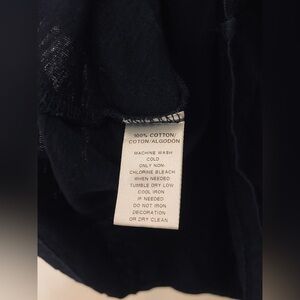 100% COTTON/
COTON/ALGODÓN
MACHINE WASH
COLD
ONLY NON-
CHLORINE BLEACH
WHEN NEEDED
TUMBLE DRY LOW
COOL IRON
IF NEEDED
DO NOT IRON
DECORATION
OR DRY CLEAN